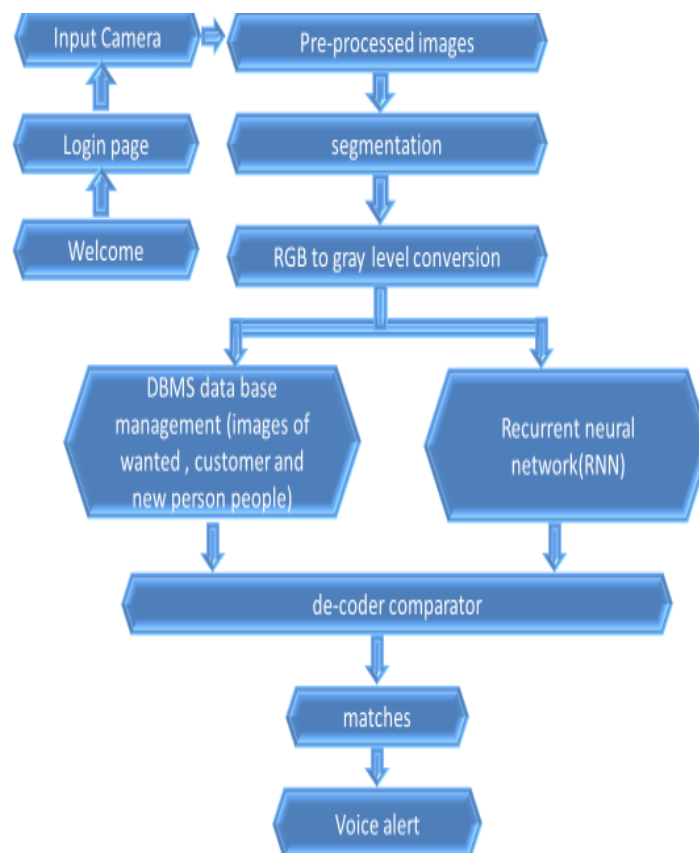 Input Camera
Pre-processed images
Login page
segmentation
Welcome
RGB to gray level conversion
DBMS data base
management (images of
wanted , customer and
new person people)
Recurrent neural
network(RNN)
de-coder comparator
matches
Voice alert